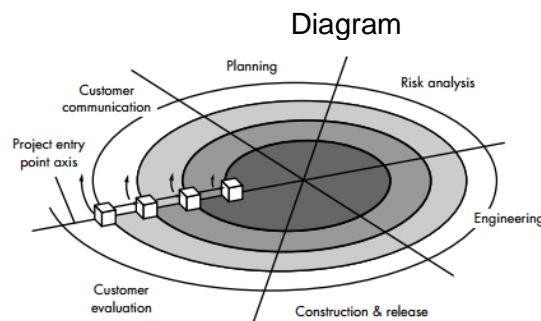 Diagram
Planning
Risk analysis
Customer
communication
Project entry
point axis
Engineering
Customer
evaluation
Construction & release